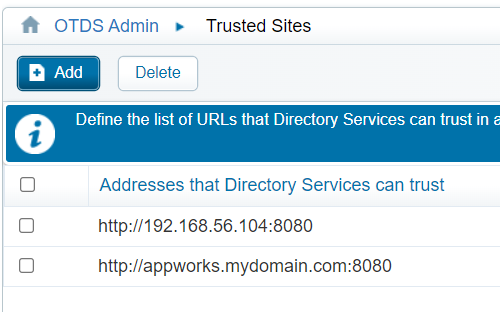 OTDS Admin ▸ Trusted Sites
Add Delete
Define the list of URLs that Directory Services can trust in a
Addresses that Directory Services can trust
http://192.168.56.104:8080
http://appworks.mydomain.com:8080